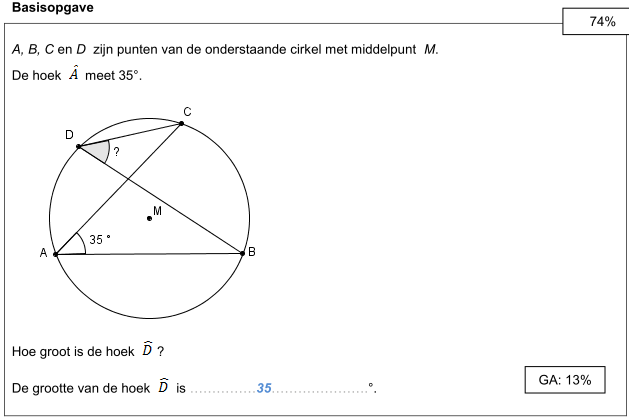 Basisopgave
74%
A, B, C en D zijn punten van de onderstaande cirkel met middelpunt M.
De hoek Â meet 35°.
C
D
?
M
35 °
A
B
Hoe groot is de hoek D̂ ?
De grootte van de hoek D̂ is ................35........................°.
GA: 13%